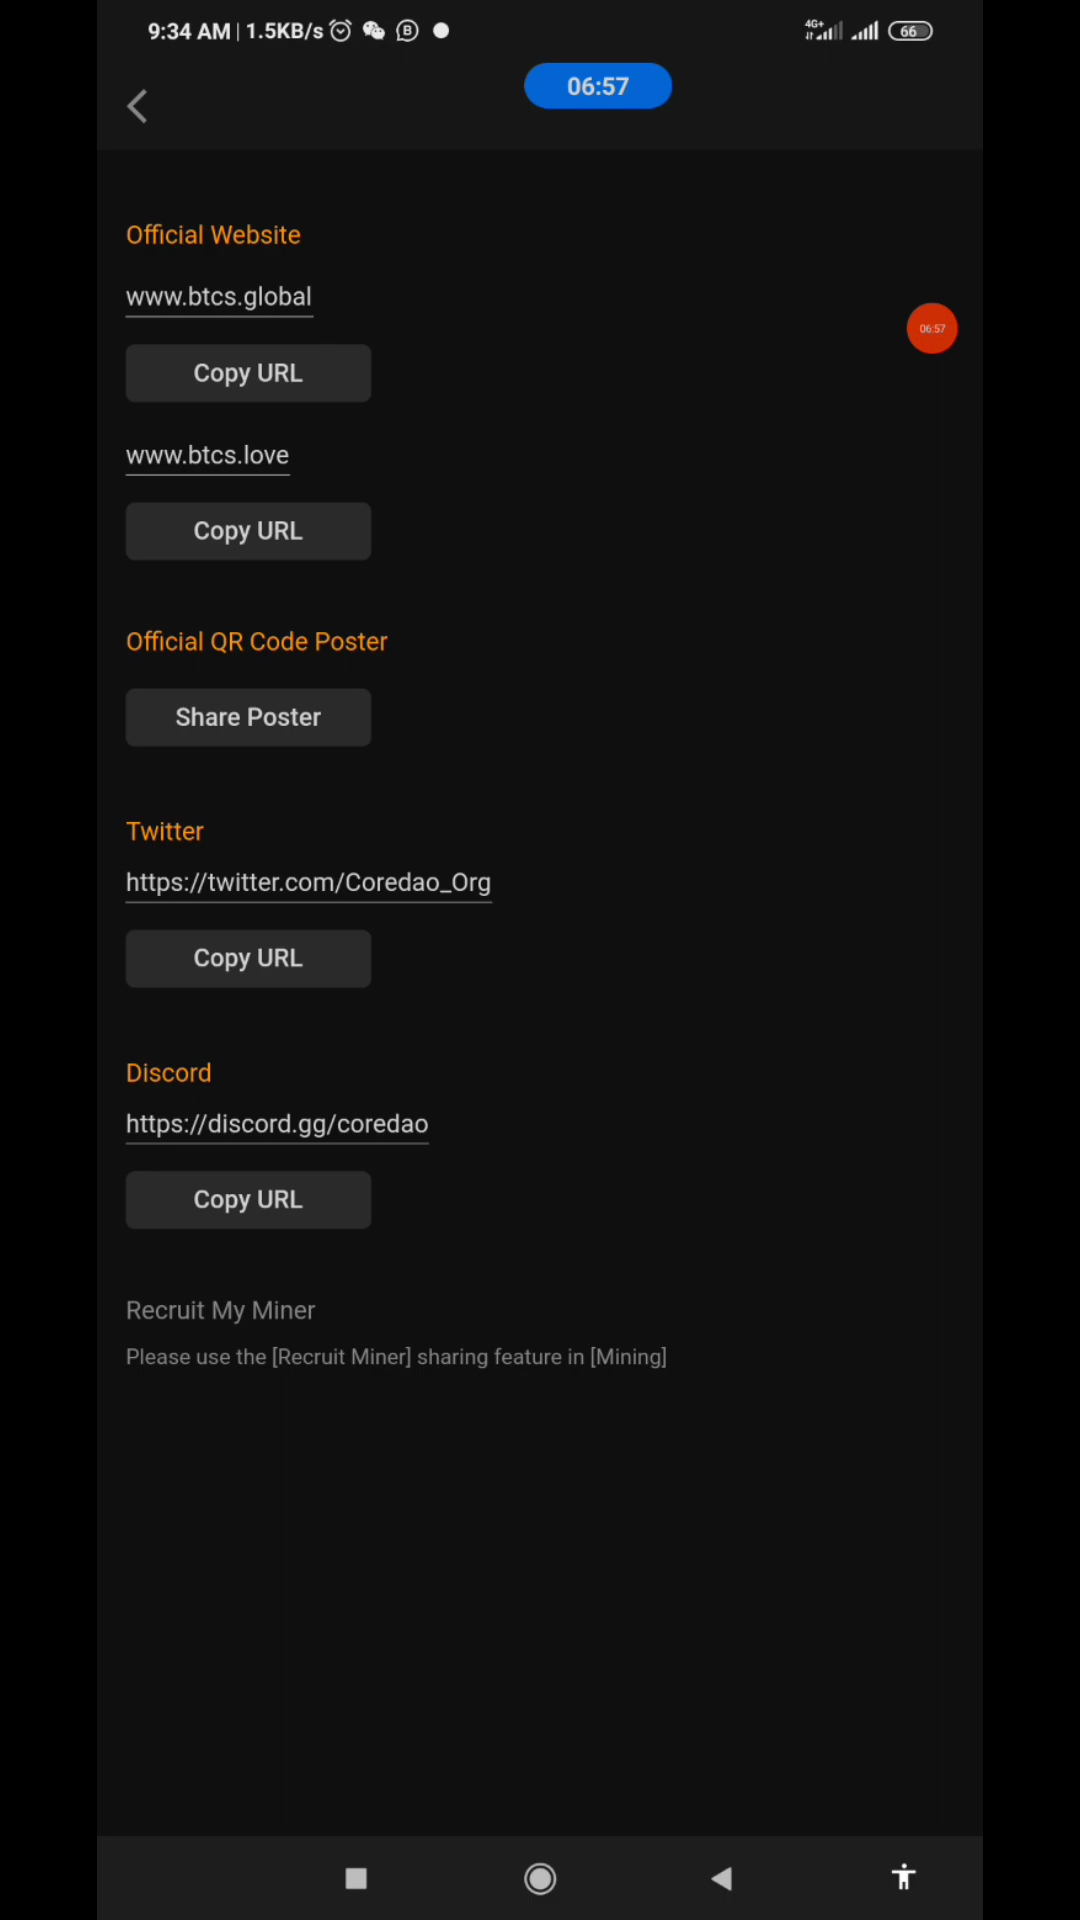 9:34 AM | 1.5KB/s B 4G+ 66
06:57
Official Website
www.btcs.global
06:57
Copy URL
www.btcs.love
Copy URL
Official QR Code Poster
Share Poster
Twitter
https://twitter.com/Coredao_Org
Copy URL
Discord
https://discord.gg/coredao
Copy URL
Recruit My Miner
Please use the [Recruit Miner] sharing feature in [Mining]